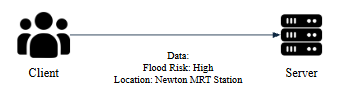 Data:
Flood Risk: High
Location: Newton MRT Station
Client
Server